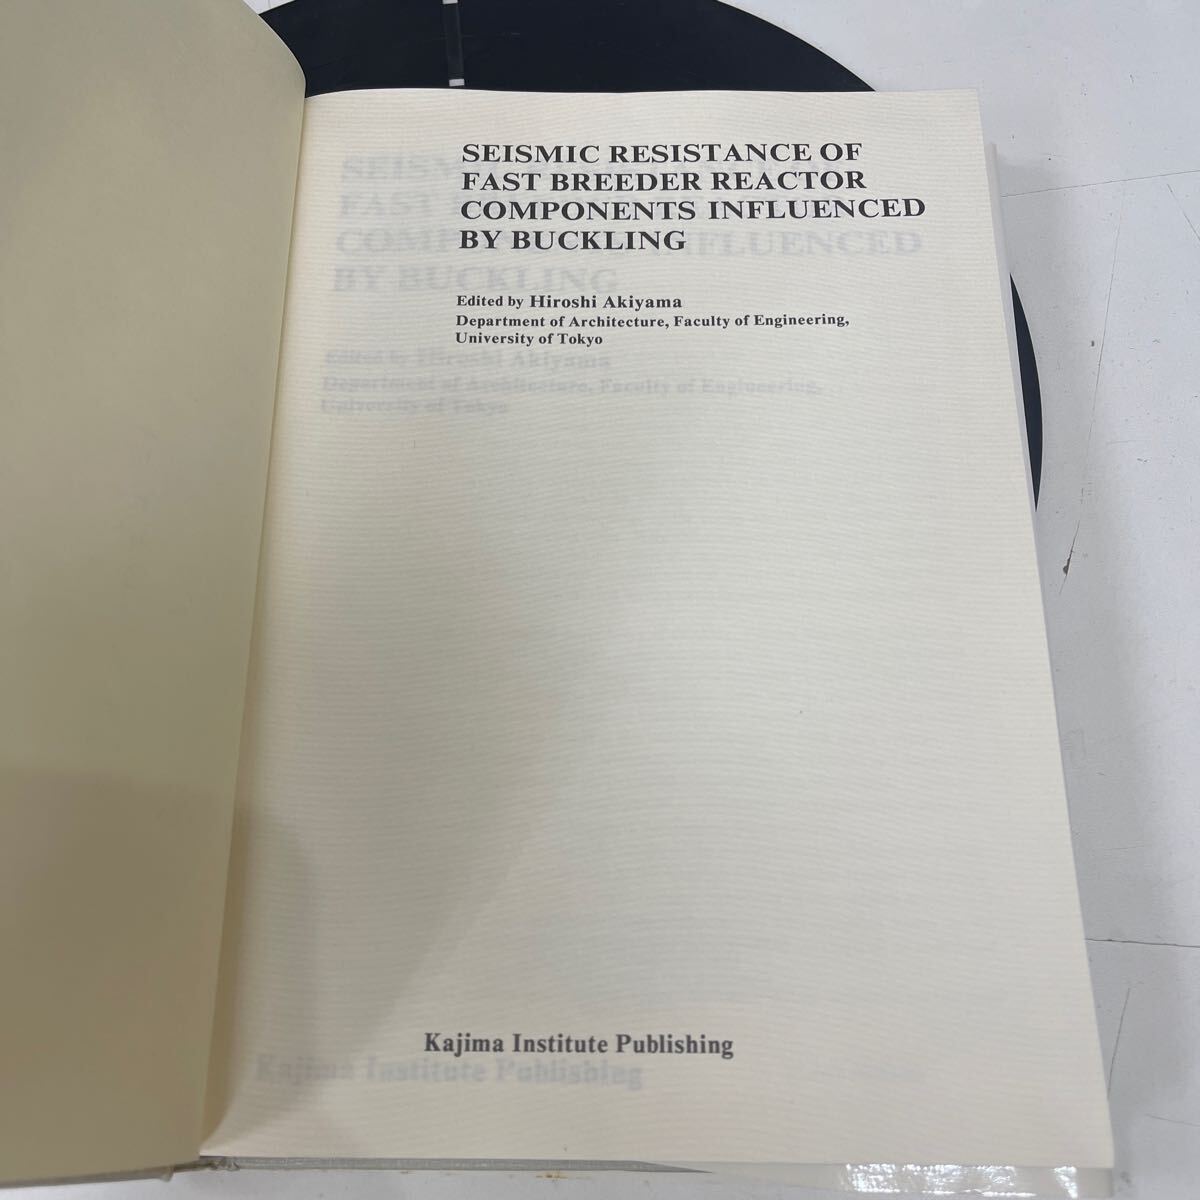 SEISMIC RESISTANCE OF
FAST BREEDER REACTOR
COMPONENTS INFLUENCED
BY BUCKLING
Edited by Hiroshi Akiyama
Department of Architecture, Faculty of Engineering,
University of Tokyo
Kajima Institute Publishing